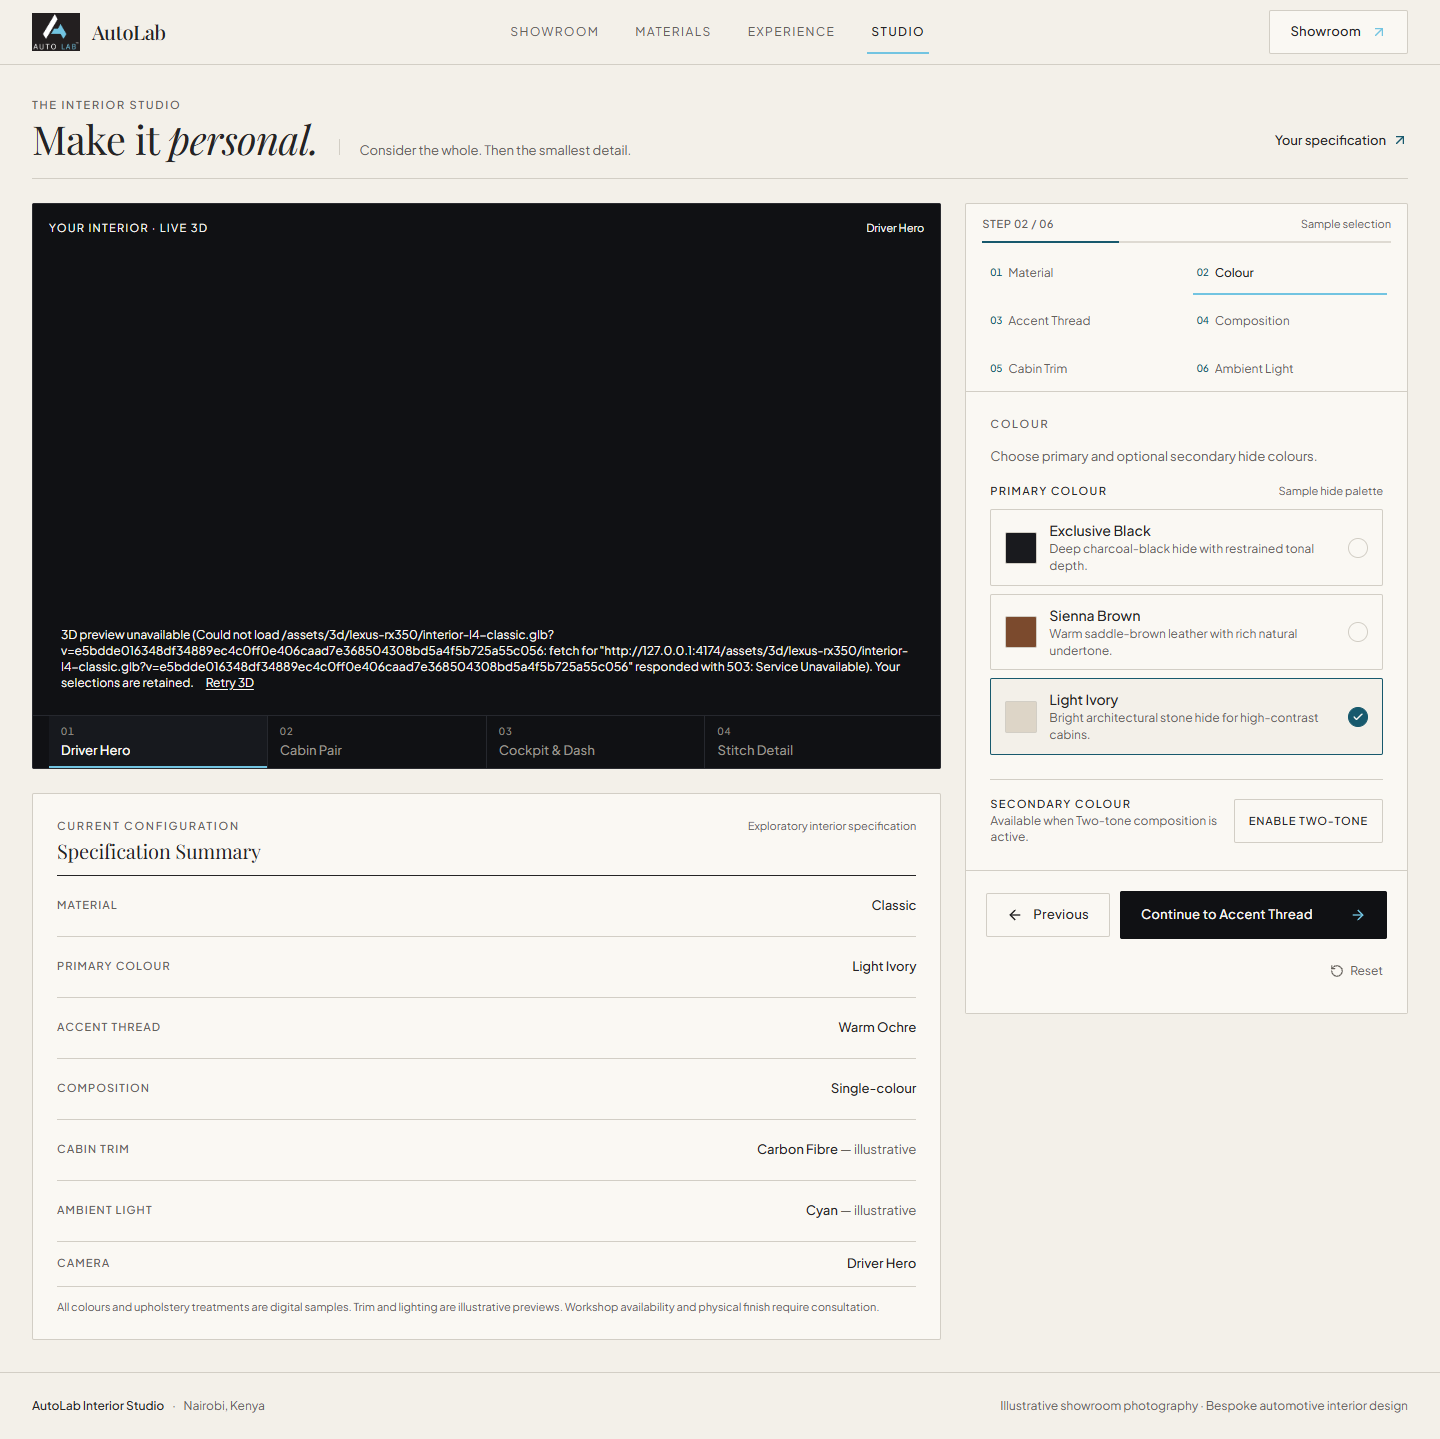 AUTO LAB
AutoLab
SHOWROOM
MATERIALS
EXPERIENCE
STUDIO
Showroom
THE INTERIOR STUDIO
Make it personal.
Consider the whole. Then the smallest detail.
Your specification
YOUR INTERIOR · LIVE 3D
Driver Hero
3D preview unavailable (Could not load /assets/3d/lexus-rx350/interior-l4-classic.glb?
v=e5bdde016348df34889ec4c0ff0e406caad7e368504308bd5a4f5b725a55c056: fetch for "http://127.0.0.1:4174/assets/3d/lexus-rx350/interior-
l4-classic.glb?v=e5bdde016348df34889ec4c0ff0e406caad7e368504308bd5a4f5b725a55c056" responded with 503: Service Unavailable). Your
selections are retained. Retry 3D
01
Driver Hero
02
Cabin Pair
03
Cockpit & Dash
04
Stitch Detail
STEP 02 / 06
Sample selection
01 Material
02 Colour
03 Accent Thread
04 Composition
05 Cabin Trim
06 Ambient Light
COLOUR
Choose primary and optional secondary hide colours.
PRIMARY COLOUR
Sample hide palette
Exclusive Black
Deep charcoal-black hide with restrained tonal
depth.
Sienna Brown
Warm saddle-brown leather with rich natural
undertone.
Light Ivory
Bright architectural stone hide for high-contrast
cabins.
SECONDARY COLOUR
Available when Two-tone composition is
active.
ENABLE TWO-TONE
Previous
Continue to Accent Thread
Reset
CURRENT CONFIGURATION
Exploratory interior specification
Specification Summary
MATERIAL
Classic
PRIMARY COLOUR
Light Ivory
ACCENT THREAD
Warm Ochre
COMPOSITION
Single-colour
CABIN TRIM
Carbon Fibre — illustrative
AMBIENT LIGHT
Cyan — illustrative
CAMERA
Driver Hero
All colours and upholstery treatments are digital samples. Trim and lighting are illustrative previews. Workshop availability and physical finish require consultation.
AutoLab Interior Studio · Nairobi, Kenya
Illustrative showroom photography · Bespoke automotive interior design